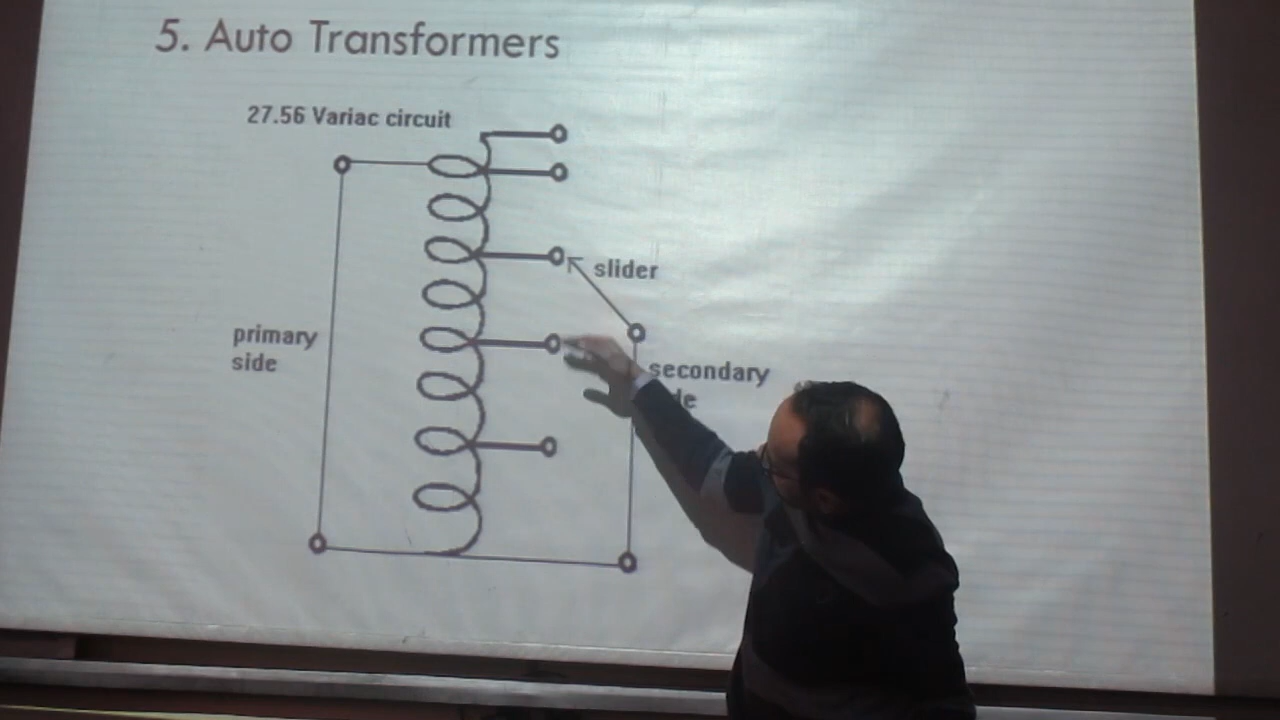 5. Auto Transformers
27.56 Variac circuit
slider
primary
side
secondary